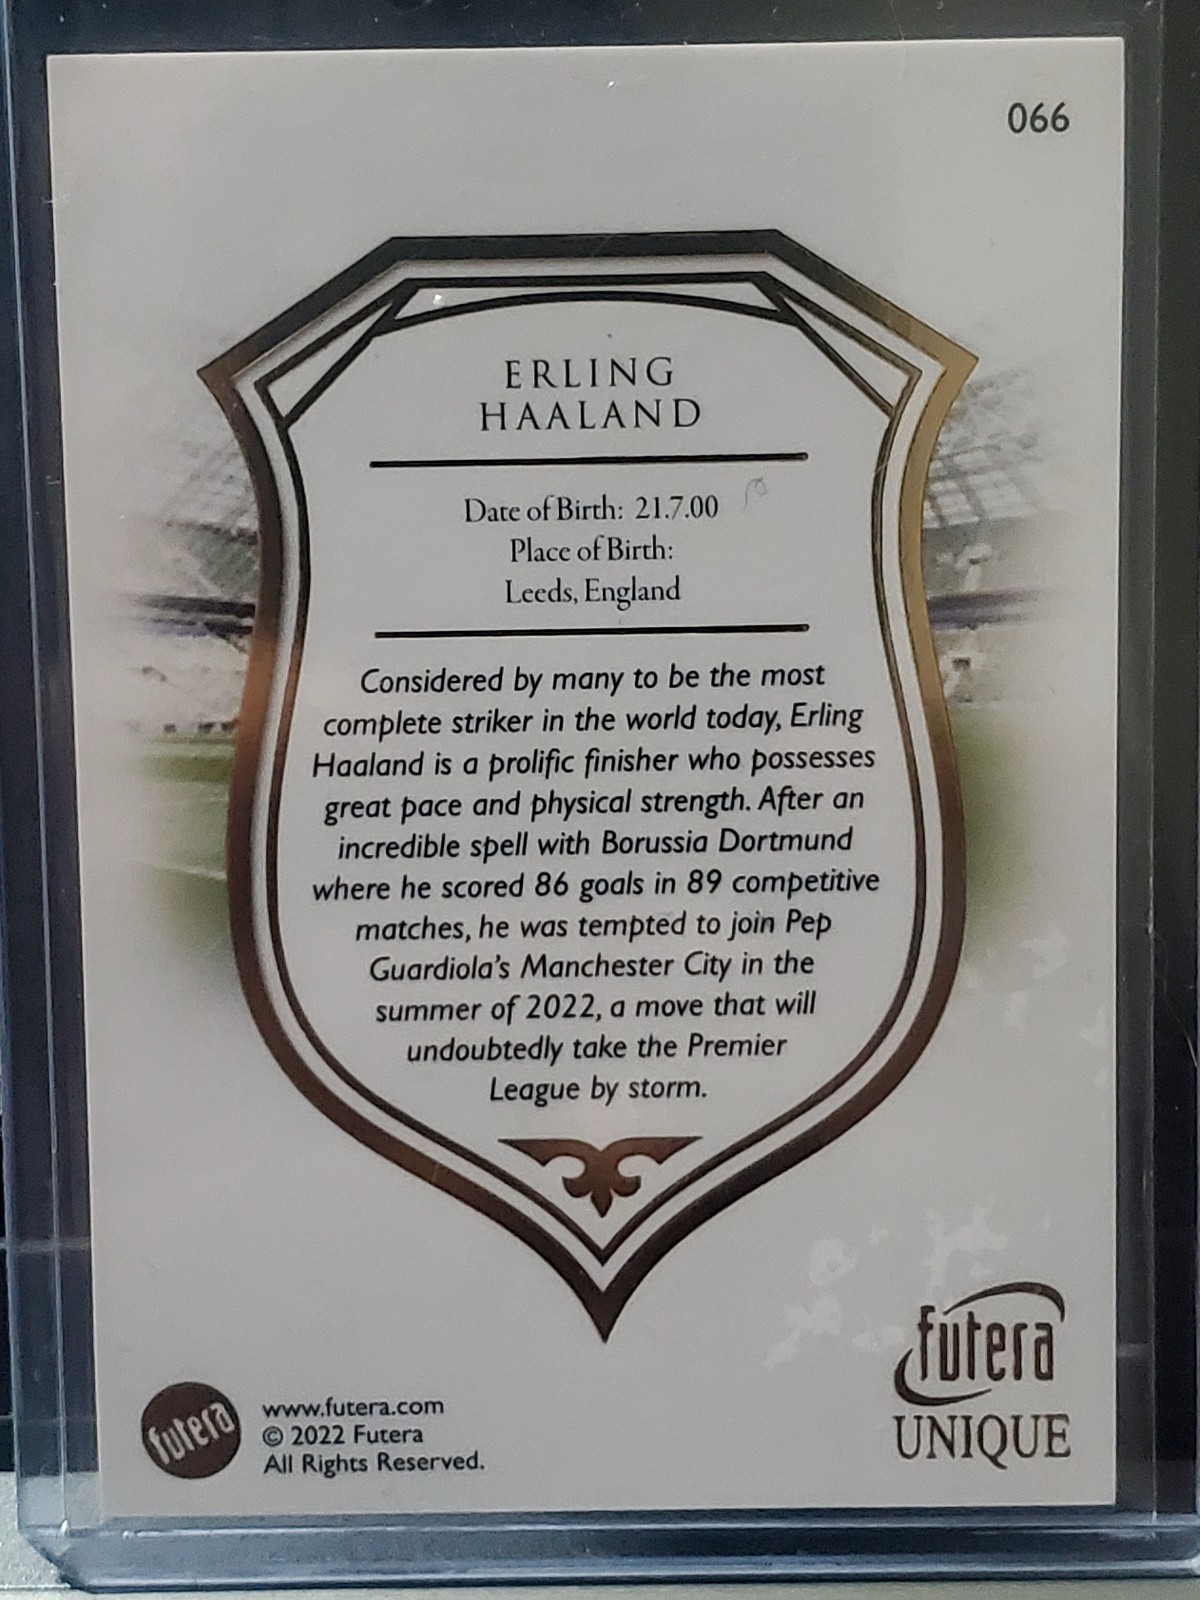 066
ERLING
HAALAND
Date of Birth: 21.7.00
Place of Birth:
Leeds, England
Considered by many to be the most
complete striker in the world today, Erling
Haaland is a prolific finisher who possesses
great pace and physical strength. After an
incredible spell with Borussia Dortmund
where he scored 86 goals in 89 competitive
matches, he was tempted to join Pep
Guardiola's Manchester City in the
summer of 2022, a move that will
undoubtedly take the Premier
League by storm.
futera
www.futera.com
© 2022 Futera
All Rights Reserved.
futera
UNIQUE